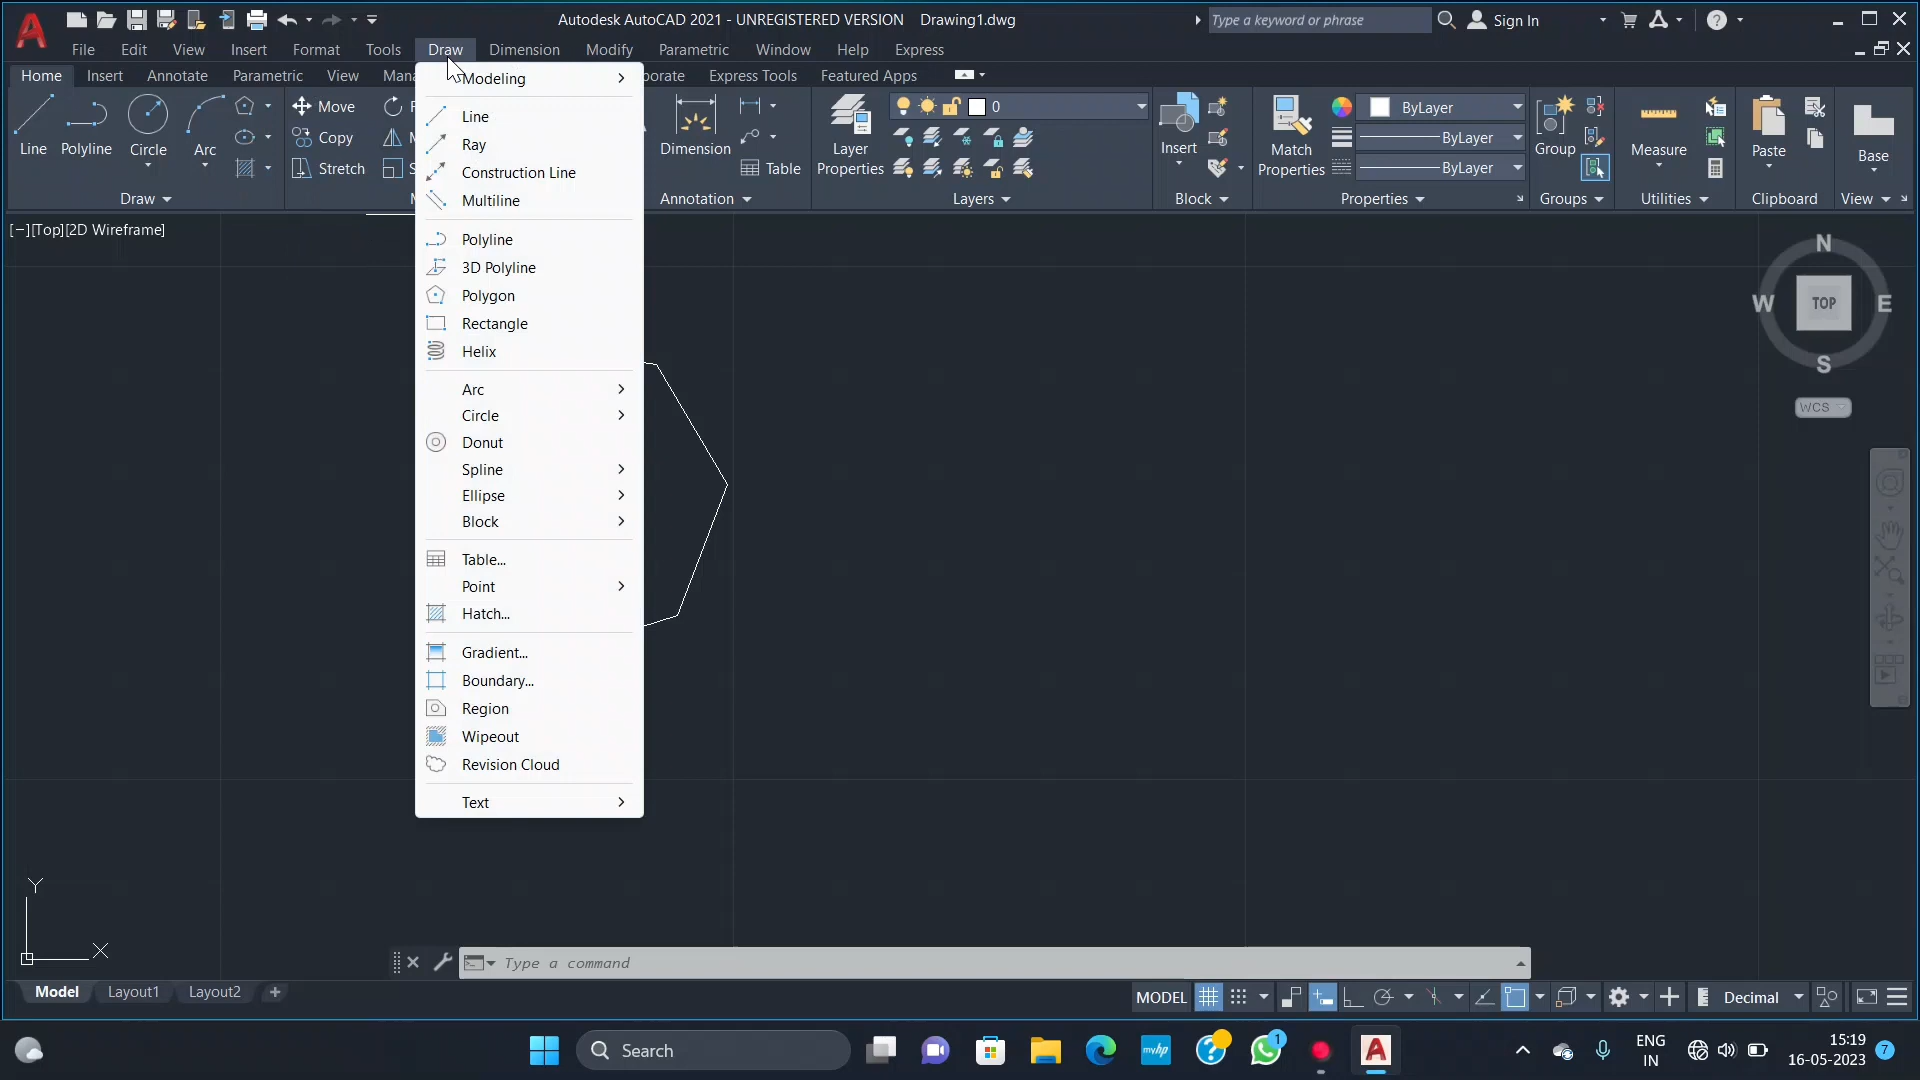 Autodesk AutoCAD 2021 - UNREGISTERED VERSION Drawing1.dwg
Type a keyword or phrase
Sign In
File Edit View Insert Format Tools Draw Dimension Modify Parametric Window Help Express
Home Insert Annotate Parametric View Express Tools Featured Apps
Move
Copy
Stretch
Line Polyline Circle Arc
Draw
Dimension
Table
Annotation
Layer
Properties
0
Layers
Insert
Block
Match
Properties
ByLayer
ByLayer
ByLayer
Properties
Group
Groups
Measure
Utilities
Paste
Clipboard
Base
View
[−][Top][2D Wireframe]
Modeling
Line
Ray
Construction Line
Multiline
Polyline
3D Polyline
Polygon
Rectangle
Helix
Arc
Circle
Donut
Spline
Ellipse
Block
Table...
Point
Hatch...
Gradient...
Boundary...
Region
Wipeout
Revision Cloud
Text
N
W TOP E
S
WCS
Y
X
Type a command
Model Layout1 Layout2
MODEL
Decimal
Search
myhp
1
ENG
IN
15:19
16-05-2023
7